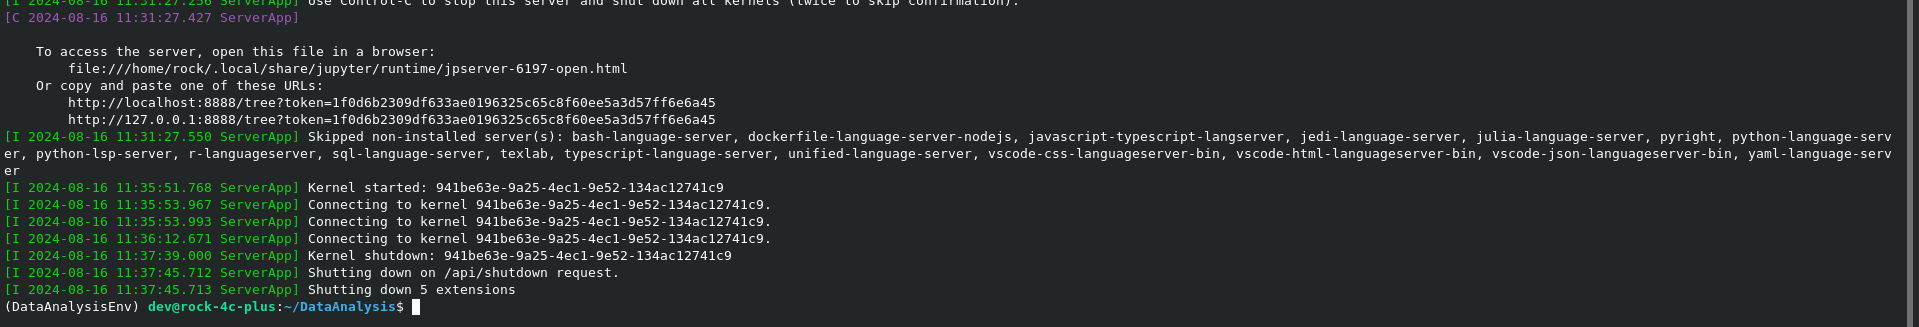 [I 2024-08-16 11:31:27.256 ServerApp] Use Control-C to stop this server and shut down all kernels (twice to skip confirmation).
[C 2024-08-16 11:31:27.427 ServerApp]
To access the server, open this file in a browser:
file:///home/rock/.local/share/jupyter/runtime/jpserver-6197-open.html
Or copy and paste one of these URLs:
http://localhost:8888/tree?token=1f0d6b2309df633ae0196325c65c8f60ee5a3d57ff6e6a45
http://127.0.0.1:8888/tree?token=1f0d6b2309df633ae0196325c65c8f60ee5a3d57ff6e6a45
[I 2024-08-16 11:31:27.550 ServerApp] Skipped non-installed server(s): bash-language-server, dockerfile-language-server-nodejs, javascript-typescript-langserver, jedi-language-server, julia-language-server, pyright, python-language-serv
er, python-lsp-server, r-languageserver, sql-language-server, texlab, typescript-language-server, unified-language-server, vscode-css-languageserver-bin, vscode-html-languageserver-bin, vscode-json-languageserver-bin, yaml-language-serv
er
[I 2024-08-16 11:35:51.768 ServerApp] Kernel started: 941be63e-9a25-4ec1-9e52-134ac12741c9
[I 2024-08-16 11:35:53.967 ServerApp] Connecting to kernel 941be63e-9a25-4ec1-9e52-134ac12741c9.
[I 2024-08-16 11:35:53.993 ServerApp] Connecting to kernel 941be63e-9a25-4ec1-9e52-134ac12741c9.
[I 2024-08-16 11:36:12.671 ServerApp] Connecting to kernel 941be63e-9a25-4ec1-9e52-134ac12741c9.
[I 2024-08-16 11:37:39.000 ServerApp] Kernel shutdown: 941be63e-9a25-4ec1-9e52-134ac12741c9
[I 2024-08-16 11:37:45.712 ServerApp] Shutting down on /api/shutdown request.
[I 2024-08-16 11:37:45.713 ServerApp] Shutting down 5 extensions
(DataAnalysisEnv) dev@rock-4c-plus:~/DataAnalysis$